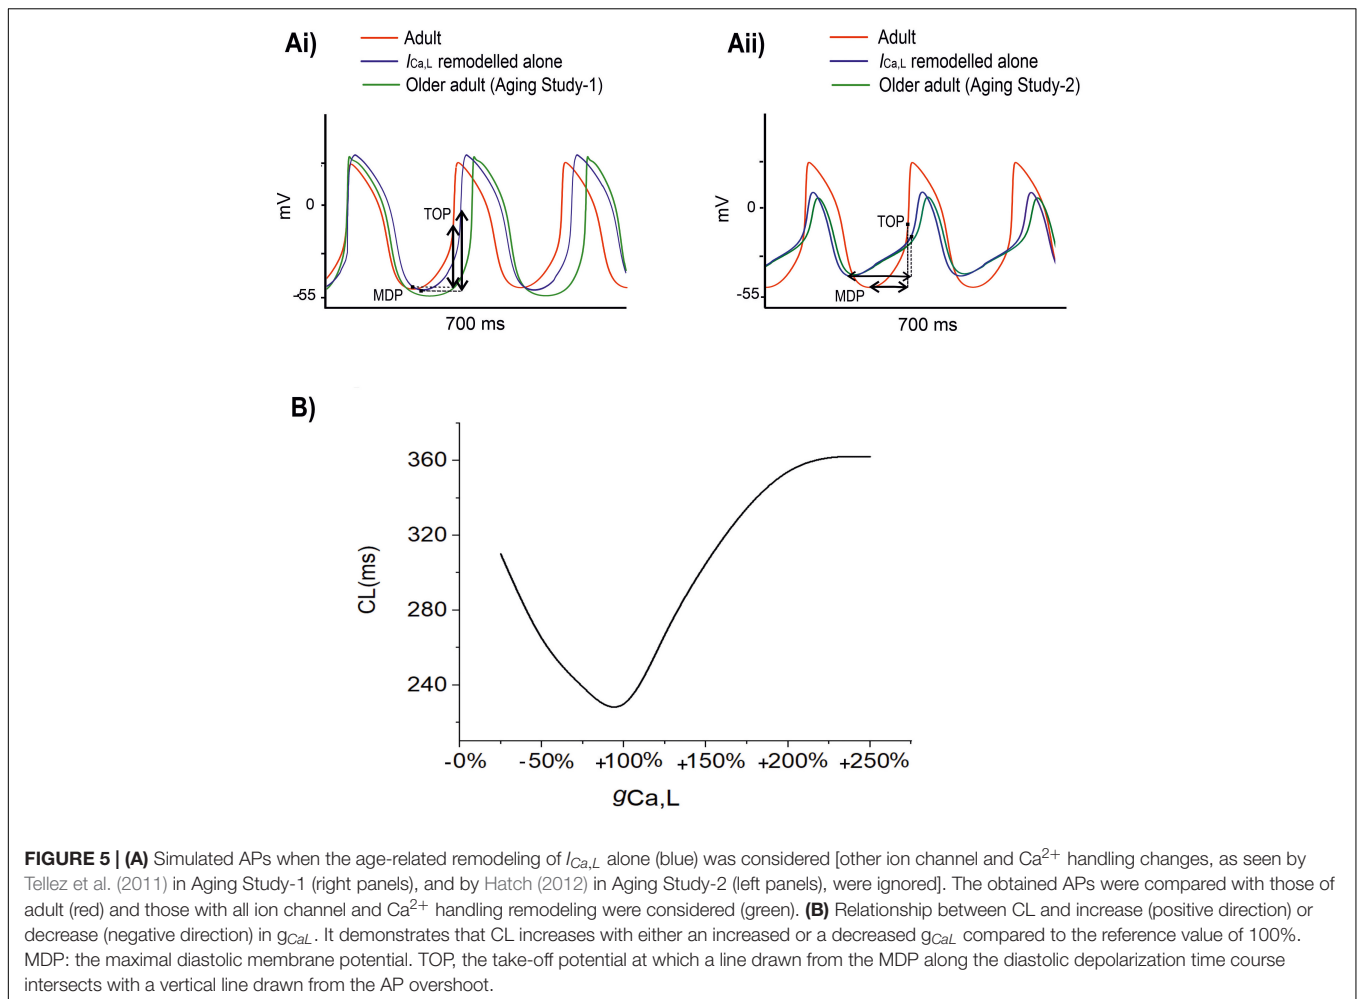 Ai)
Adult
ICa,L remodelled alone
Older adult (Aging Study-1)
mV
0
-55
TOP
MDP
700 ms
Aii)
Adult
ICa,L remodelled alone
Older adult (Aging Study-2)
mV
0
-55
TOP
MDP
700 ms
B)
CL(ms)
360
320
280
240
-0% -50% +100% +150% +200% +250%
gCa,L
FIGURE 5 | (A) Simulated APs when the age-related remodeling of ICa,L alone (blue) was considered [other ion channel and Ca2+ handling changes, as seen by
Tellez et al. (2011) in Aging Study-1 (right panels), and by Hatch (2012) in Aging Study-2 (left panels), were ignored]. The obtained APs were compared with those of
adult (red) and those with all ion channel and Ca2+ handling remodeling were considered (green). (B) Relationship between CL and increase (positive direction) or
decrease (negative direction) in gCaL. It demonstrates that CL increases with either an increased or a decreased gCaL compared to the reference value of 100%.
MDP: the maximal diastolic membrane potential. TOP, the take-off potential at which a line drawn from the MDP along the diastolic depolarization time course
intersects with a vertical line drawn from the AP overshoot.